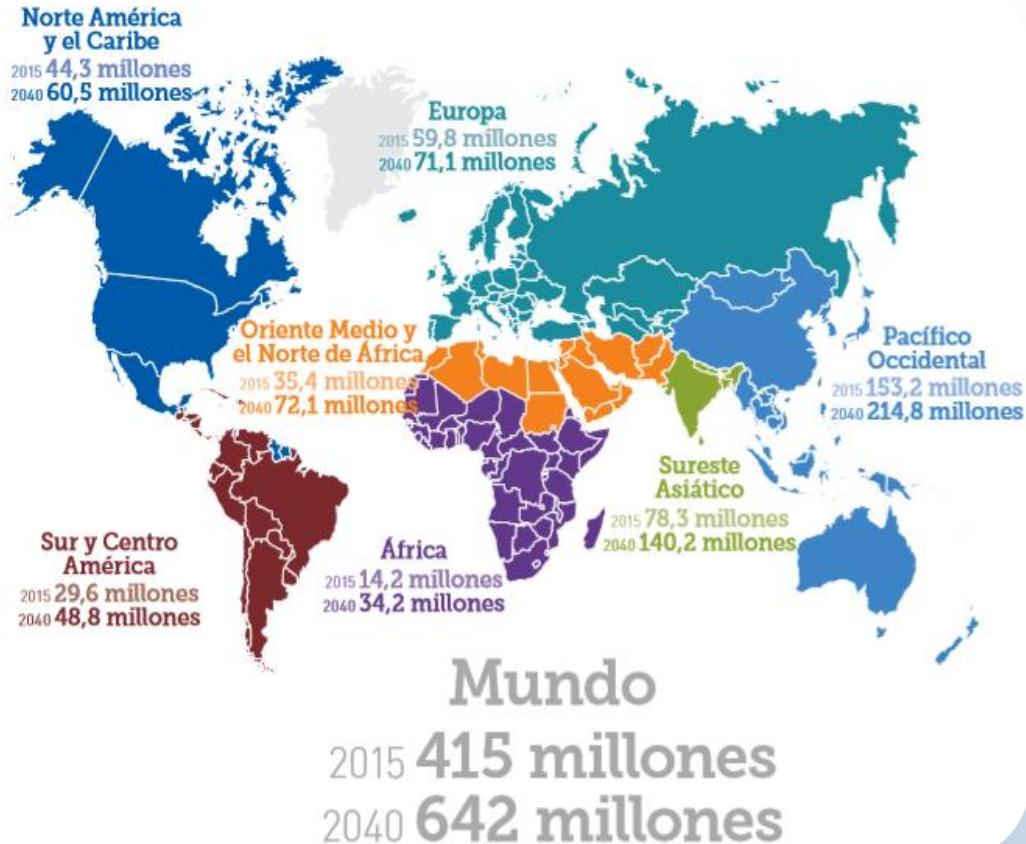 Norte América
y el Caribe
2015 44,3 millones
2040 60,5 millones
Europa
2015 59,8 millones
2040 71,1 millones
Oriente Medio y
el Norte de África
2015 35,4 millones
2040 72,1 millones
Pacífico
Occidental
2015 153,2 millones
2040 214,8 millones
Sureste
Asiático
2015 78,3 millones
2040 140,2 millones
Sur y Centro
América
2015 29,6 millones
2040 48,8 millones
África
2015 14,2 millones
2040 34,2 millones
Mundo
2015 415 millones
2040 642 millones